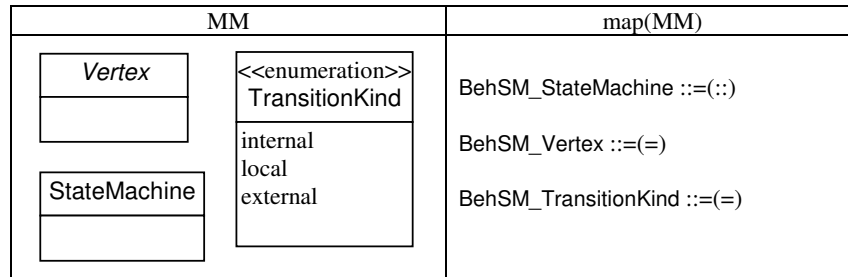 MM map(MM)
Vertex
<<enumeration>>
TransitionKind
internal
local
external
StateMachine
BehSM_StateMachine ::=(::)
BehSM_Vertex ::=(=)
BehSM_TransitionKind ::=(=)